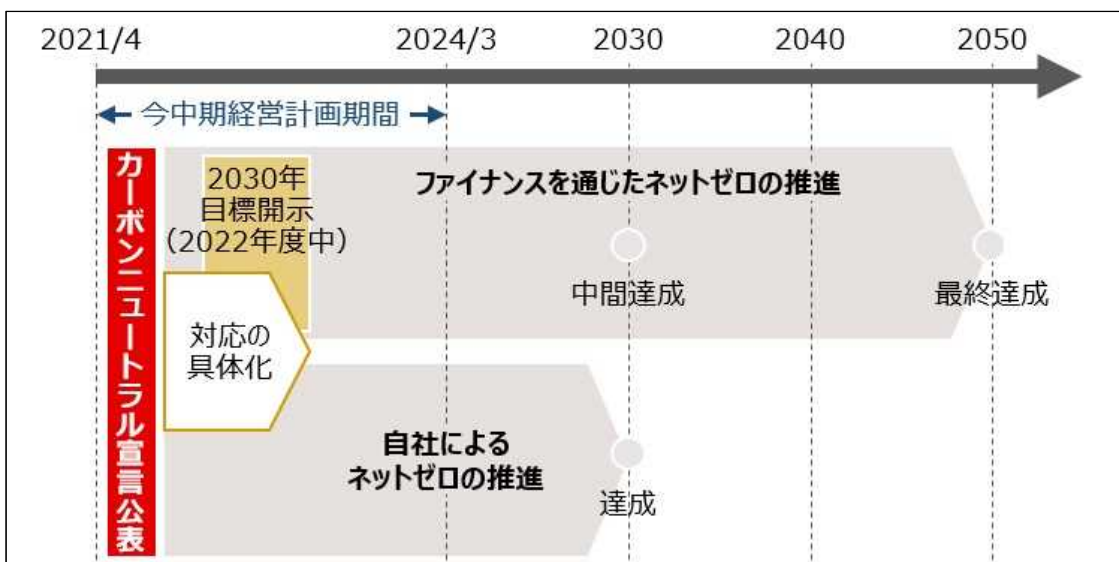 2021/4
2024/3
2030
2040
2050
今中期経営計画期間
カーボンニュートラル宣言公表
2030年
目標開示
（2022年度中）
対応の
具体化
ファイナンスを通じたネットゼロの推進
中間達成
最終達成
自社による
ネットゼロの推進
達成